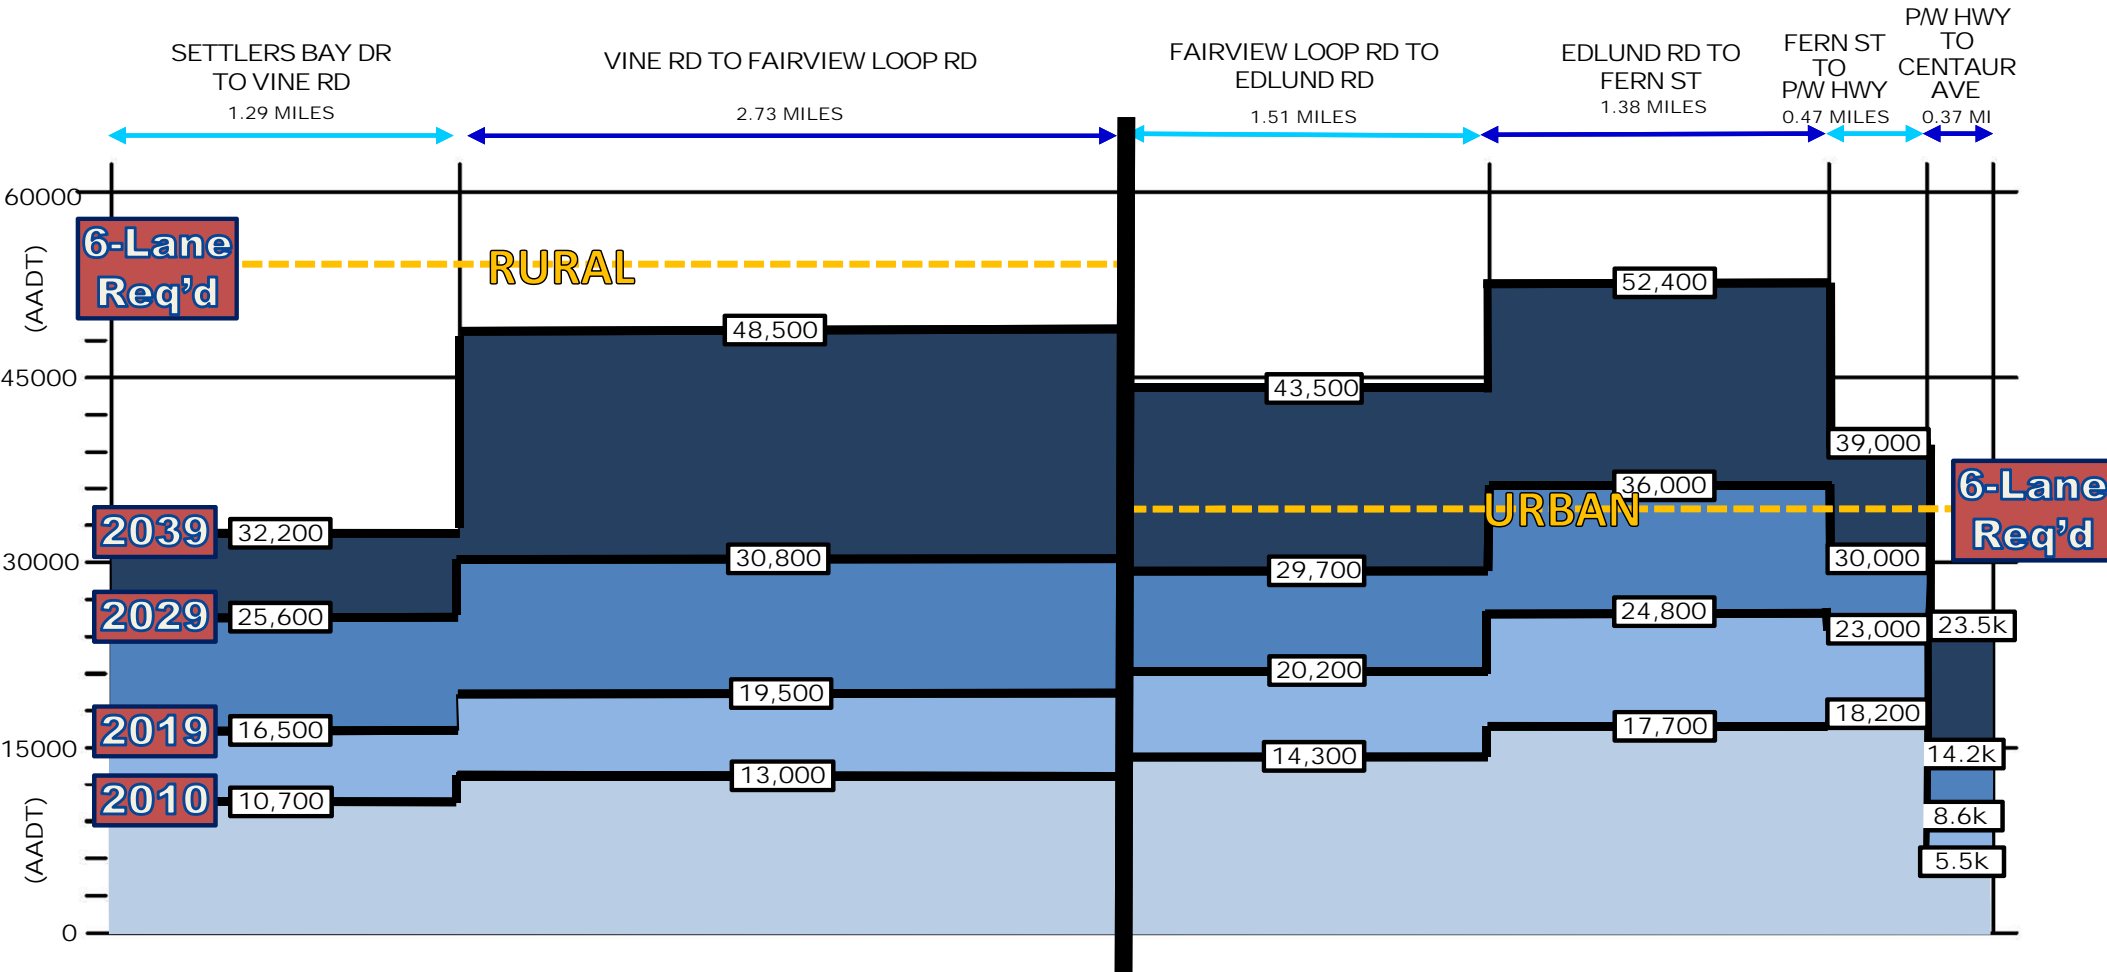 SETTLERS BAY DR
TO VINE RD
1.29 MILES
VINE RD TO FAIRVIEW LOOP RD
2.73 MILES
FAIRVIEW LOOP RD TO
EDLUND RD
1.51 MILES
EDLUND RD TO
FERN ST
1.38 MILES
FERN ST
TO
P/W HWY
0.47 MILES
P/W HWY
TO
CENTAUR
AVE
0.37 MI
60000
(AADT)
45000
30000
15000
(AADT)
0
6-Lane
Req'd
RURAL
URBAN
6-Lane
Req'd
2039
32,200
48,500
43,500
52,400
39,000
23.5k
2029
25,600
30,800
29,700
36,000
30,000
14.2k
2019
16,500
19,500
20,200
24,800
23,000
8.6k
2010
10,700
13,000
14,300
17,700
18,200
5.5k